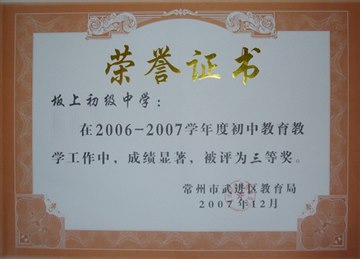 荣誉证书
坂上初级中学：
在2006-2007学年度初中教育教
学工作中，成绩显著，被评为三等奖。
常州市武进区教育局
2007年12月